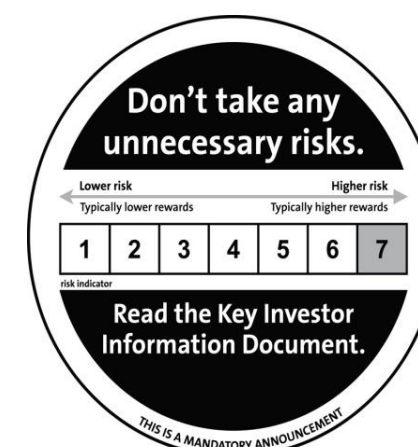 Don't take any
unnecessary risks.
Lower risk Higher risk
Typically lower rewards Typically higher rewards
1 2 3 4 5 6 7
risk indicator
Read the Key Investor
Information Document.
THIS IS A MANDATORY ANNOUNCEMENT